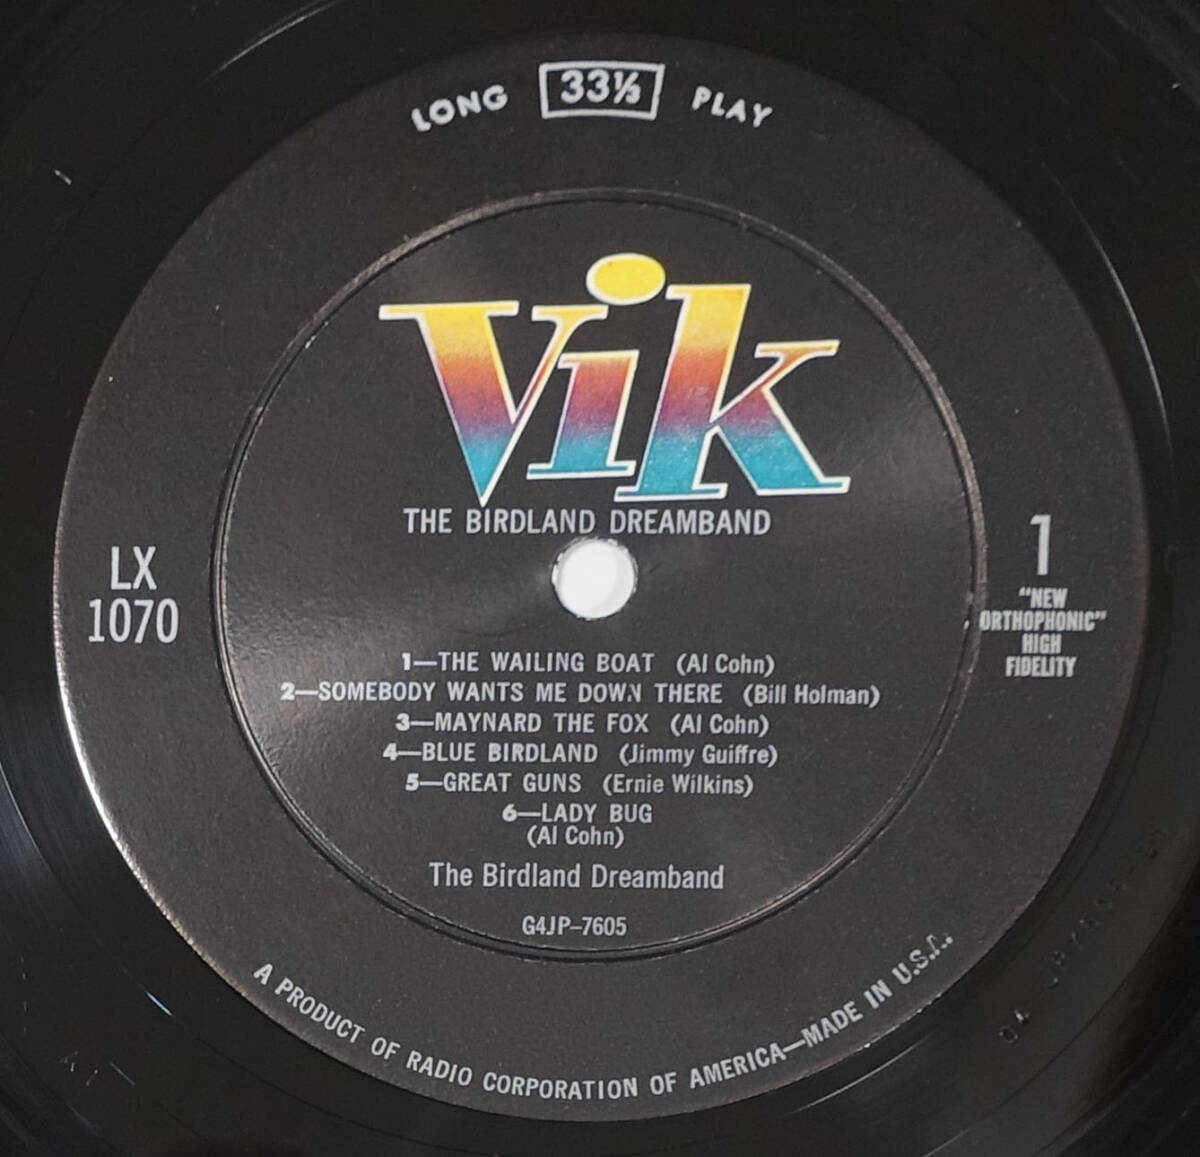 LONG 33⅓ PLAY
Vik
THE BIRDLAND DREAMBAND
LX
1070
1
"NEW
ORTHOPHONIC"
HIGH
FIDELITY
1—THE WAILING BOAT (Al Cohn)
2—SOMEBODY WANTS ME DOWN THERE (Bill Holman)
3—MAYNARD THE FOX (Al Cohn)
4—BLUE BIRDLAND (Jimmy Guiffre)
5—GREAT GUNS (Ernie Wilkins)
6—LADY BUG
(Al Cohn)
The Birdland Dreamband
G4JP–7605
A PRODUCT OF RADIO CORPORATION OF AMERICA—MADE IN U.S.A.